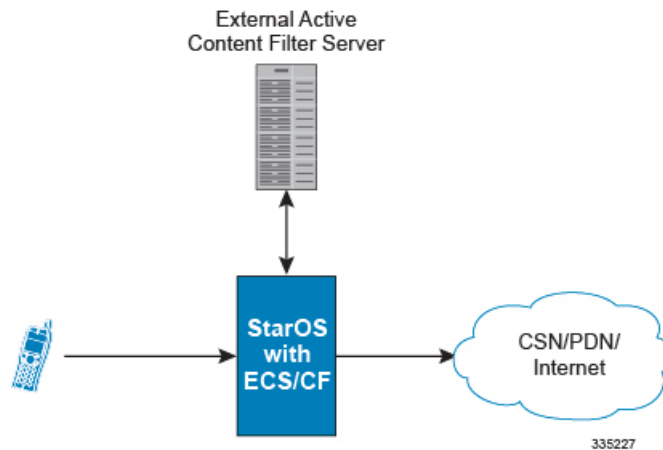 External Active
Content Filter Server
StarOS
with
ECS/CF
CSN/PDN/
Internet
335227